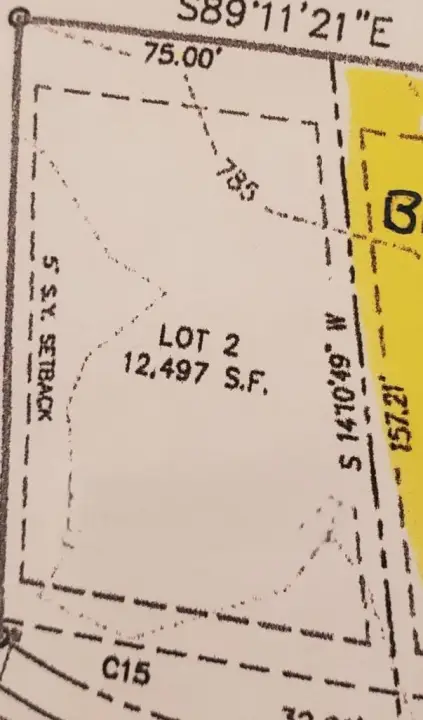 S89°11'21"E
75.00'
785
5' S.Y. SETBACK
LOT 2
12,497 S.F.
S 14°10'49" W
157.21'
C15